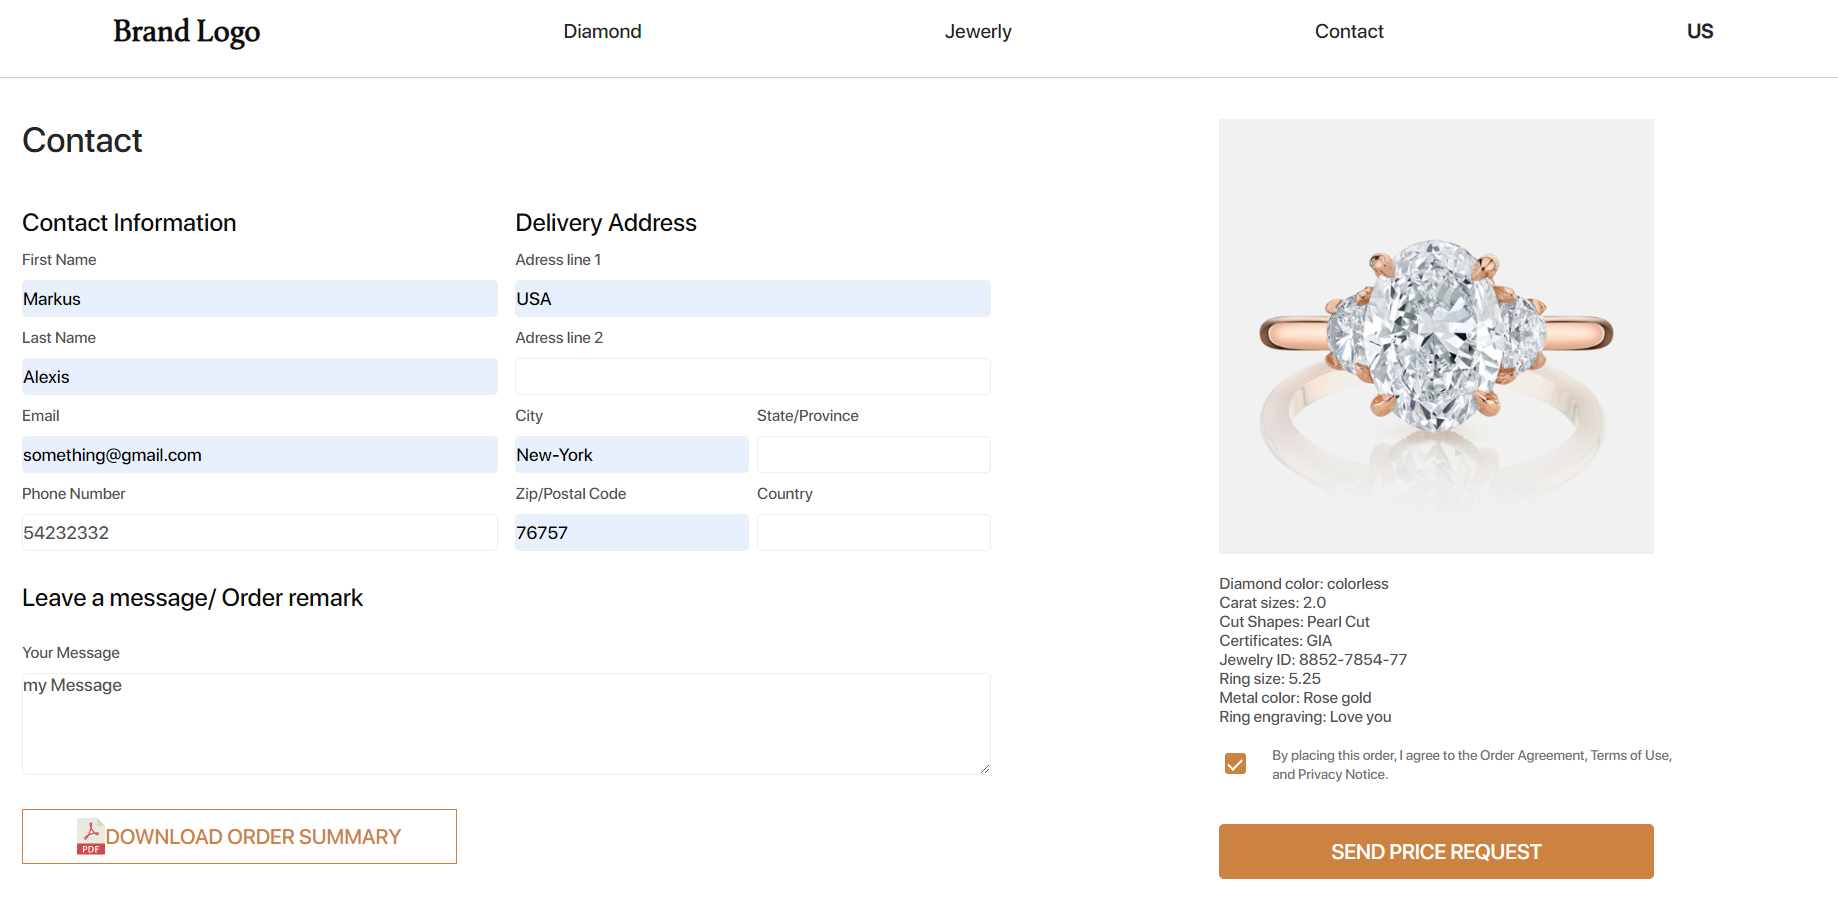 Brand Logo
Diamond
Jewerly
Contact
US
Contact
Contact Information
First Name
Markus
Last Name
Alexis
Email
something@gmail.com
Phone Number
54232332
Delivery Address
Adress line 1
USA
Adress line 2
City
State/Province
New-York
Zip/Postal Code
Country
76757
Leave a message/ Order remark
Your Message
my Message
PDF
DOWNLOAD ORDER SUMMARY
Diamond color: colorless
Carat sizes: 2.0
Cut Shapes: Pearl Cut
Certificates: GIA
Jewelry ID: 8852-7854-77
Ring size: 5.25
Metal color: Rose gold
Ring engraving: Love you
By placing this order, I agree to the Order Agreement, Terms of Use,
and Privacy Notice.
SEND PRICE REQUEST